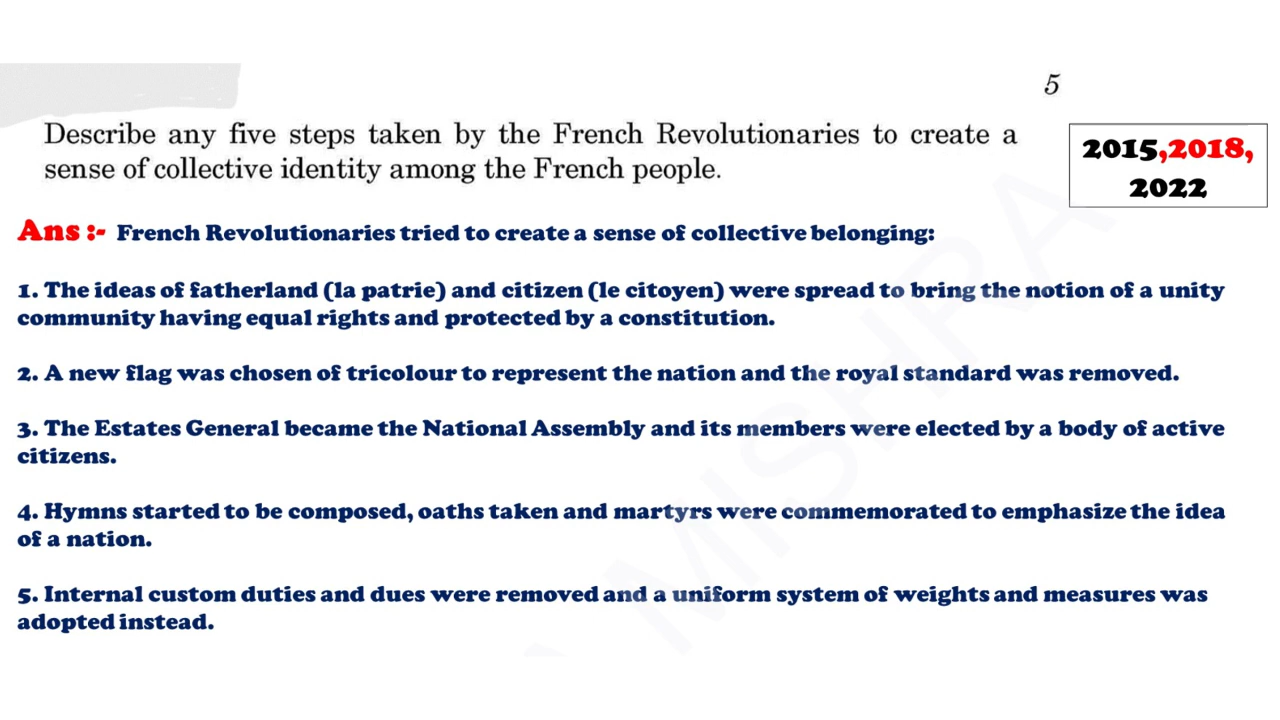 5
Describe any five steps taken by the French Revolutionaries to create a
sense of collective identity among the French people.
2015,2018,
2022
Ans :- French Revolutionaries tried to create a sense of collective belonging:
1. The ideas of fatherland (la patrie) and citizen (le citoyen) were spread to bring the notion of a unity
community having equal rights and protected by a constitution.
2. A new flag was chosen of tricolour to represent the nation and the royal standard was removed.
3. The Estates General became the National Assembly and its members were elected by a body of active
citizens.
4. Hymns started to be composed, oaths taken and martyrs were commemorated to emphasize the idea
of a nation.
5. Internal custom duties and dues were removed and a uniform system of weights and measures was
adopted instead.
A MISHRA